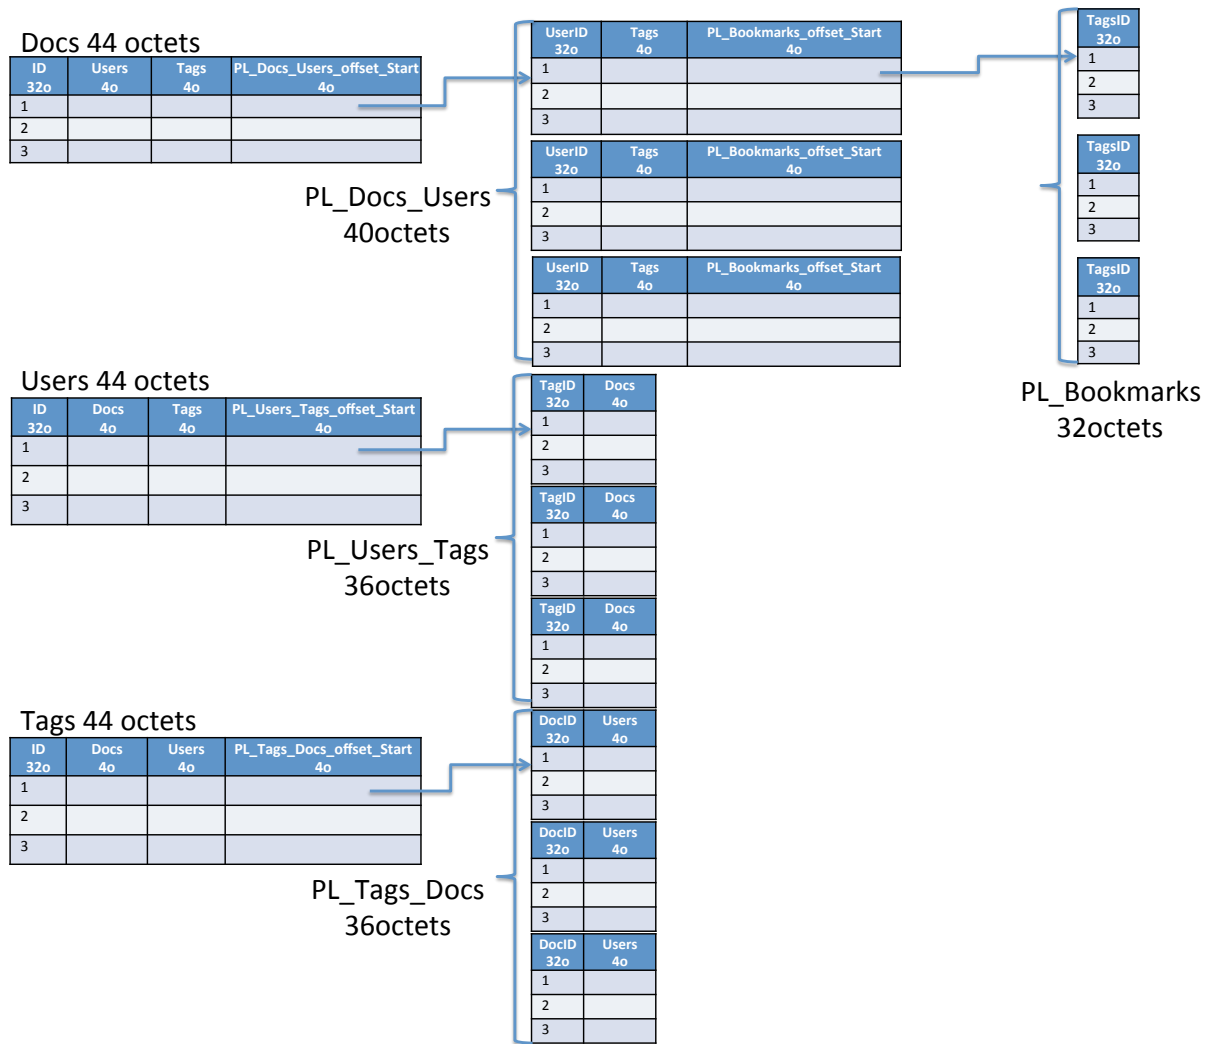 Docs 44 octets
ID Users Tags PL_Docs_Users_offset_Start
32o 4o 4o 4o
1
2
3
UserID Tags PL_Bookmarks_offset_Start
32o 4o 4o
1
2
3
UserID Tags PL_Bookmarks_offset_Start
32o 4o 4o
1
2
3
UserID Tags PL_Bookmarks_offset_Start
32o 4o 4o
1
2
3
PL_Docs_Users
40octets
TagsID
32o
1
2
3
TagsID
32o
1
2
3
TagsID
32o
1
2
3
PL_Bookmarks
32octets
Users 44 octets
ID Docs Tags PL_Users_Tags_offset_Start
32o 4o 4o 4o
1
2
3
TagID Docs
32o 4o
1
2
3
TagID Docs
32o 4o
1
2
3
TagID Docs
32o 4o
1
2
3
PL_Users_Tags
36octets
Tags 44 octets
ID Docs Users PL_Tags_Docs_offset_Start
32o 4o 4o 4o
1
2
3
DocID Users
32o 4o
1
2
3
DocID Users
32o 4o
1
2
3
DocID Users
32o 4o
1
2
3
PL_Tags_Docs
36octets